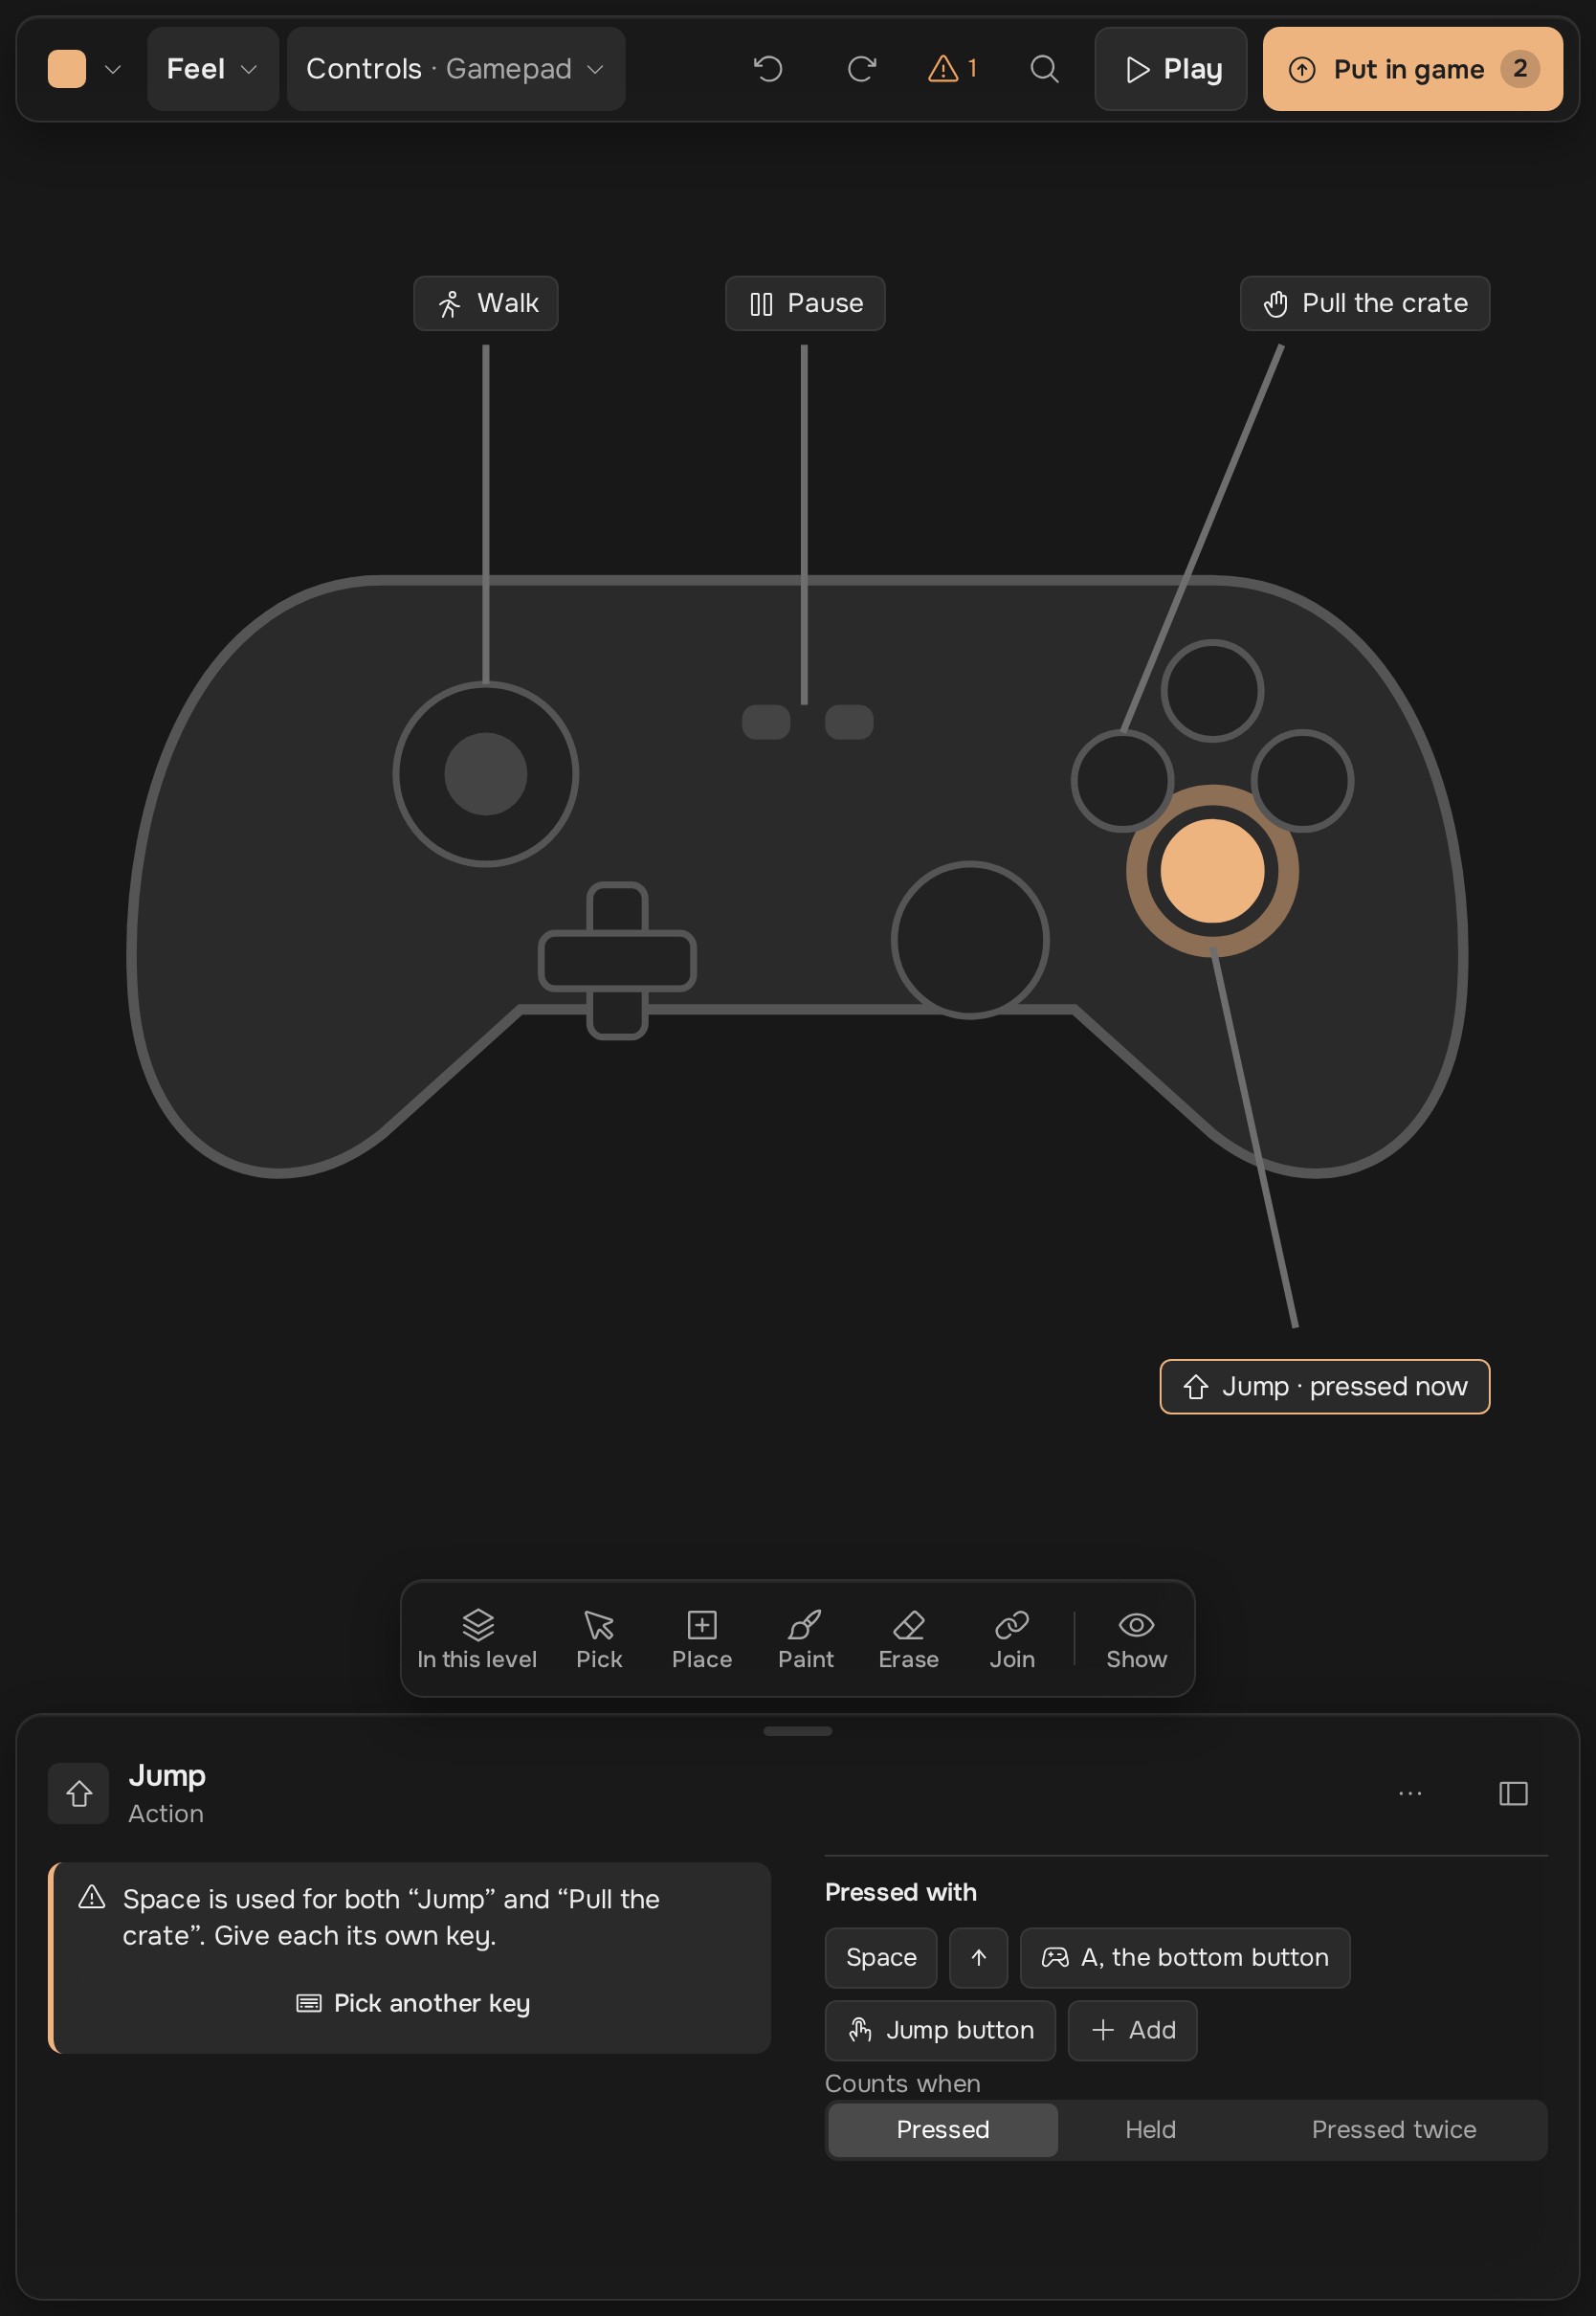 Feel
Controls · Gamepad
1
Play
Put in game 2
Walk
Pause
Pull the crate
Jump · pressed now
In this level
Pick
Place
Paint
Erase
Join
Show
Jump
Action
Space is used for both “Jump” and “Pull the
crate”. Give each its own key.
Pick another key
Pressed with
Space
A, the bottom button
Jump button
Add
Counts when
Pressed
Held
Pressed twice